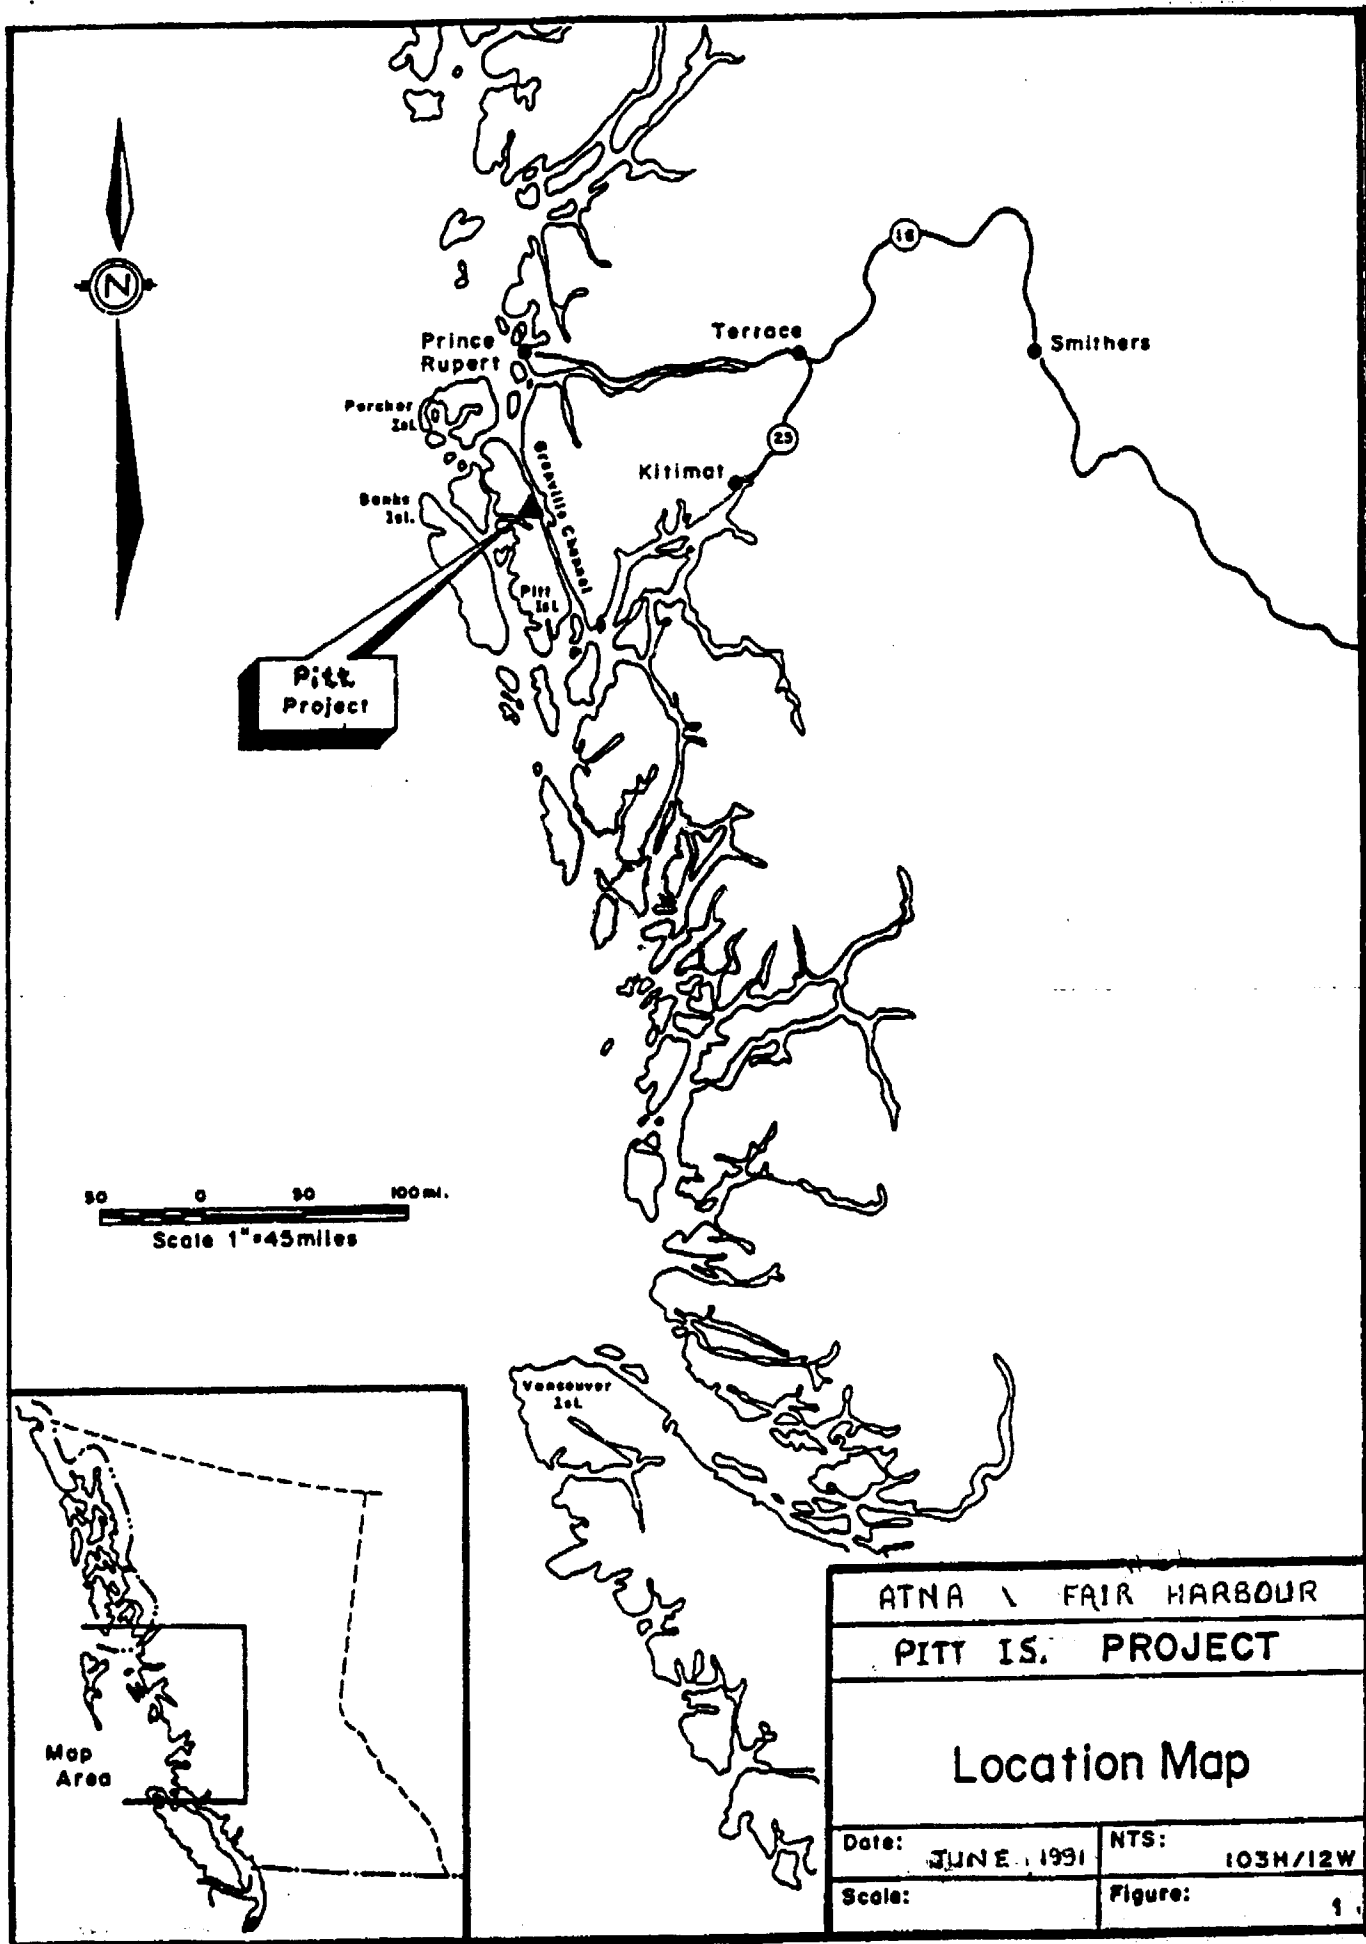 N
16
Prince
Rupert
Terrace
Smithers
Porcher
Isl.
25
Kitimat
Grenville Channel
Banks
Isl.
Pitt
Isl.
Pitt
Project
50 0 50 100 mi.
Scale 1"=45miles
Vancouver
Isl.
Map
Area
ATNA \ FAIR HARBOUR
PITT IS. PROJECT
Location Map
Date: JUNE, 1991
NTS: 103H/12W
Scale:
Figure: 1